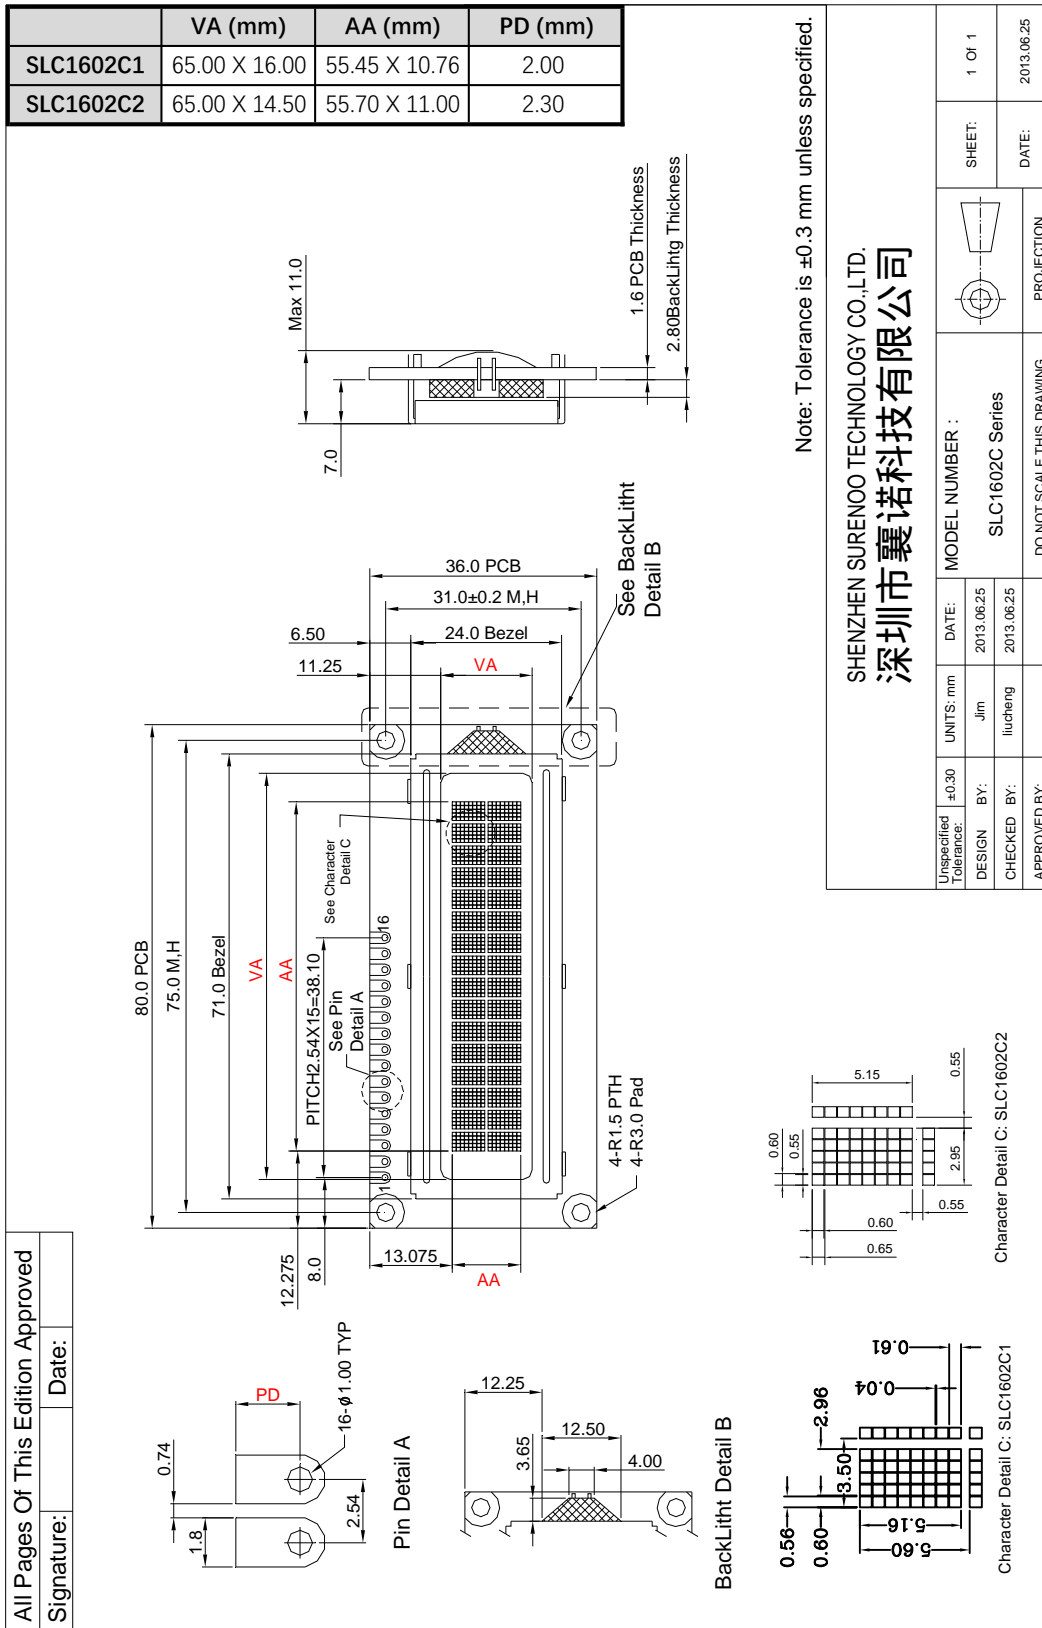 VA (mm) AA (mm) PD (mm)
SLC1602C1 65.00 X 16.00 55.45 X 10.76 2.00
SLC1602C2 65.00 X 14.50 55.70 X 11.00 2.30
Note: Tolerance is ±0.3 mm unless specified.
Max 11.0
7.0
1.6 PCB Thickness
2.80BackLihtg Thickness
36.0 PCB
31.0±0.2 M,H
6.50
24.0 Bezel
11.25
VA
See BackLitht
Detail B
80.0 PCB
75.0 M,H
71.0 Bezel
VA
AA
PITCH2.54X15=38.10
See Pin
Detail A
See Character
Detail C
16
1
4-R1.5 PTH
4-R3.0 Pad
12.275
8.0
13.075
AA
PD
16-ϕ1.00 TYP
0.74
1.8
2.54
Pin Detail A
12.25
12.50
3.65
4.00
BackLitht Detail B
5.15
0.55
0.60
0.55
2.95
0.55
0.60
0.65
Character Detail C: SLC1602C2
0.61
0.04
2.96
3.50
0.56
0.60
5.16
5.60
Character Detail C: SLC1602C1
SHENZHEN SURENOO TECHNOLOGY CO.,LTD.
深圳市襄诺科技有限公司
Unspecified
Tolerance:
±0.30
UNITS: mm
DATE:
MODEL NUMBER :
SLC1602C Series
SHEET:
1 Of 1
DESIGN BY:
Jim
2013.06.25
CHECKED BY:
liucheng
2013.06.25
DATE:
2013.06.25
APPROVED BY:
DO NOT SCALE THIS DRAWING
PROJECTION
All Pages Of This Edition Approved
Signature:
Date: